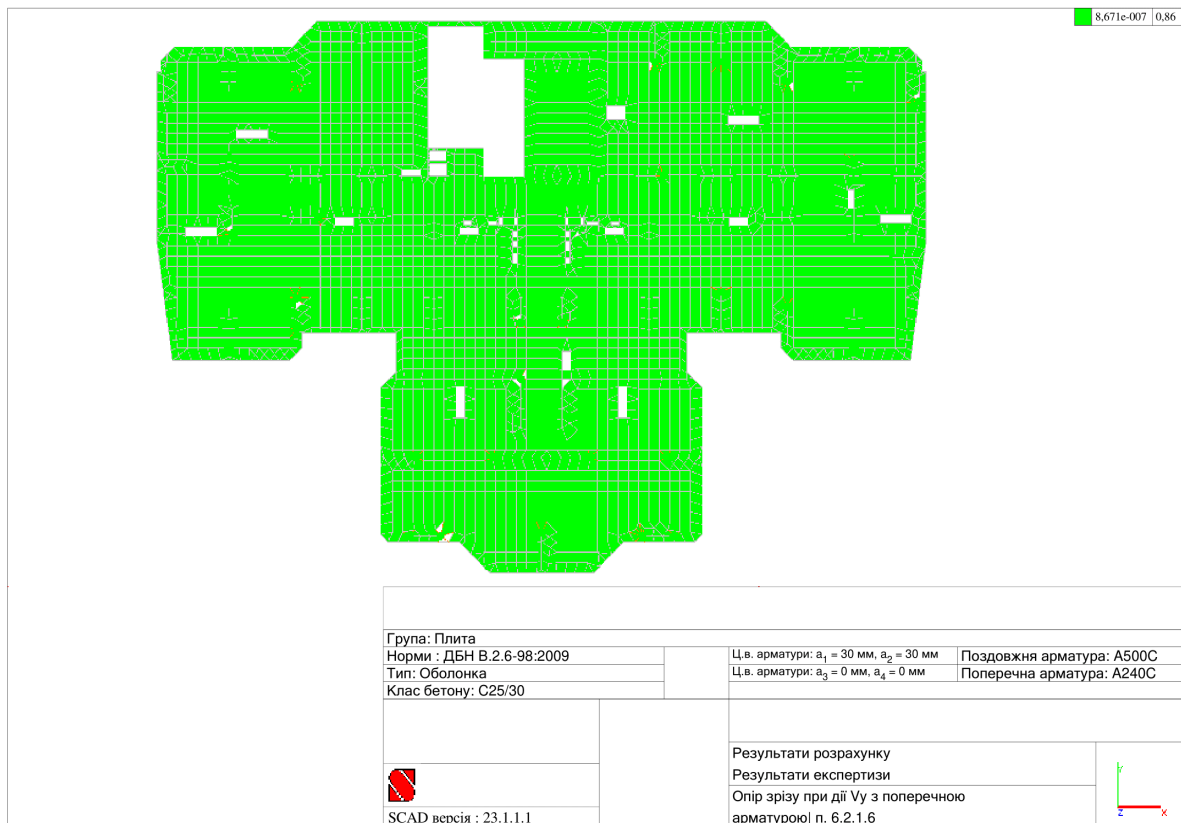 8,671e-007 0,86
Група: Плита
Норми : ДБН В.2.6-98:2009
Ц.в. арматури: a1 = 30 мм, a2 = 30 мм
Поздовжня арматура: А500С
Тип: Оболонка
Ц.в. арматури: a3 = 0 мм, a4 = 0 мм
Поперечна арматура: А240С
Клас бетону: С25/30
Результати розрахунку
Результати експертизи
Опір зрізу при дії Vy з поперечною
арматурою| п. 6.2.1.6
SCAD версія : 23.1.1.1
Y
Z X